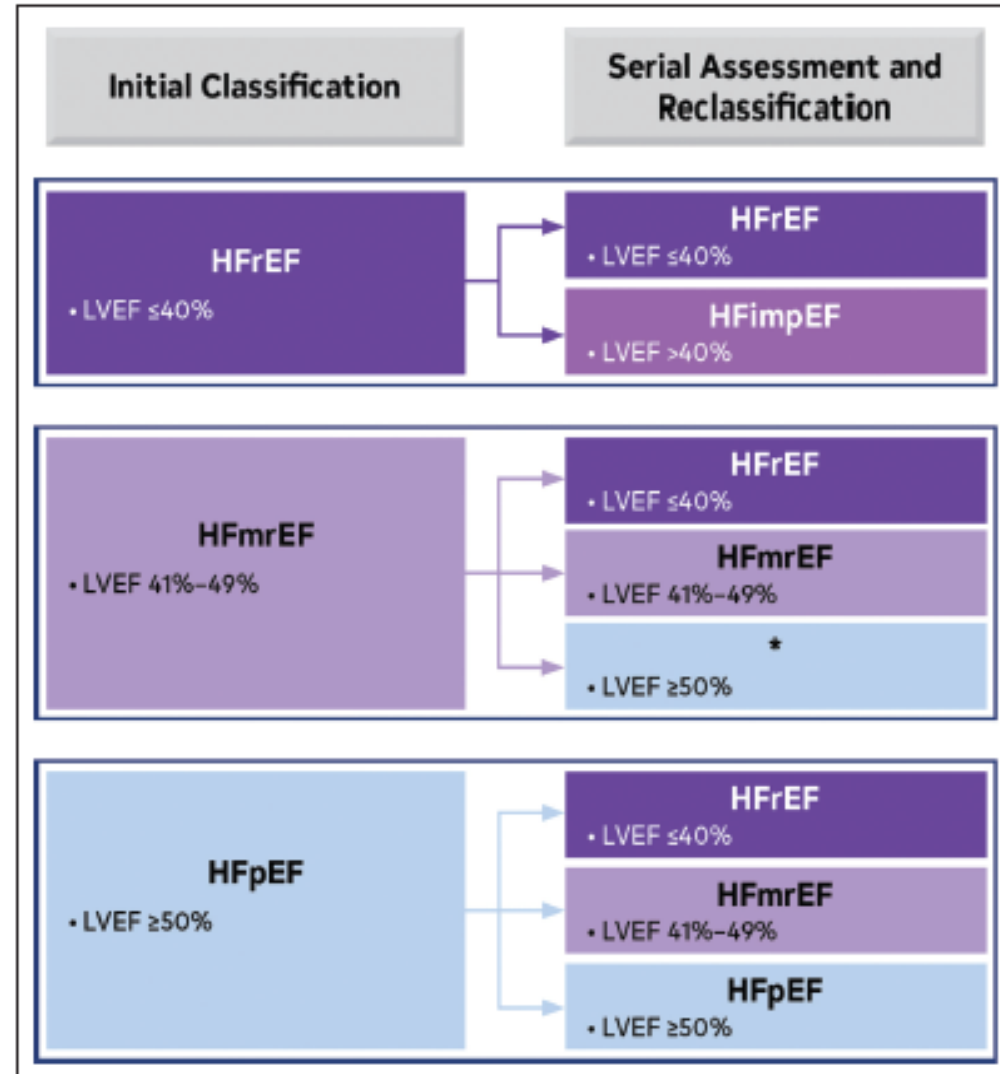 Initial Classification
Serial Assessment and
Reclassification
HFrEF
• LVEF ≤40%
HFrEF
• LVEF ≤40%
HFimpEF
• LVEF >40%
HFmrEF
• LVEF 41%–49%
HFrEF
• LVEF ≤40%
HFmrEF
• LVEF 41%–49%
*
• LVEF ≥50%
HFpEF
• LVEF ≥50%
HFrEF
• LVEF ≤40%
HFmrEF
• LVEF 41%–49%
HFpEF
• LVEF ≥50%